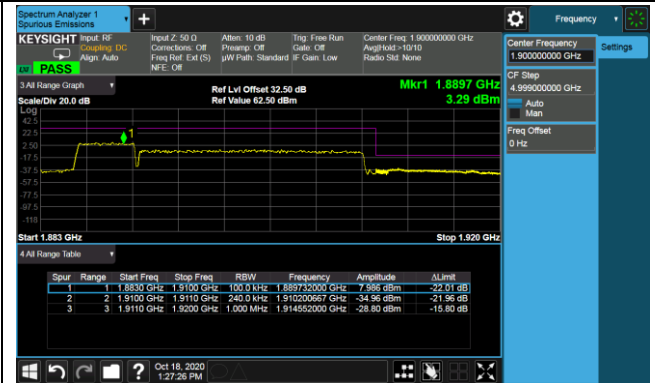 Spectrum Analyzer 1
Spurious Emissions
+
Frequency
KEYSIGHT
Input: RF
Coupling: DC
Align: Auto
Input Z: 50 Ω
Corrections: Off
Freq Ref: Ext (S)
NFE: Off
Atten: 10 dB
Preamp: Off
µW Path: Standard
Trig: Free Run
Gate: Off
IF Gain: Low
Center Freq: 1.900000000 GHz
Avg|Hold:>10/10
Radio Std: None
PASS
3 All Range Graph
Ref Lvl Offset 32.50 dB
Mkr1 1.8897 GHz
Scale/Div 20.0 dB
Ref Value 62.50 dBm
3.29 dBm
Log
42.5
22.5
2.50
-17.5
-37.5
-57.5
-77.5
-97.5
-118
1
Start 1.883 GHz
Stop 1.920 GHz
4 All Range Table
Spur Range Start Freq Stop Freq RBW Frequency Amplitude ΔLimit
1 1 1.8830 GHz 1.9100 GHz 100.0 kHz 1.889732000 GHz 7.986 dBm -22.01 dB
2 2 1.9100 GHz 1.9110 GHz 240.0 kHz 1.910200667 GHz -34.96 dBm -21.96 dB
3 3 1.9110 GHz 1.9200 GHz 1.000 MHz 1.914552000 GHz -28.80 dBm -15.80 dB
Center Frequency
1.900000000 GHz
Settings
CF Step
4.999000000 GHz
Auto
Man
Freq Offset
0 Hz
?
Oct 18, 2020
1:27:26 PM